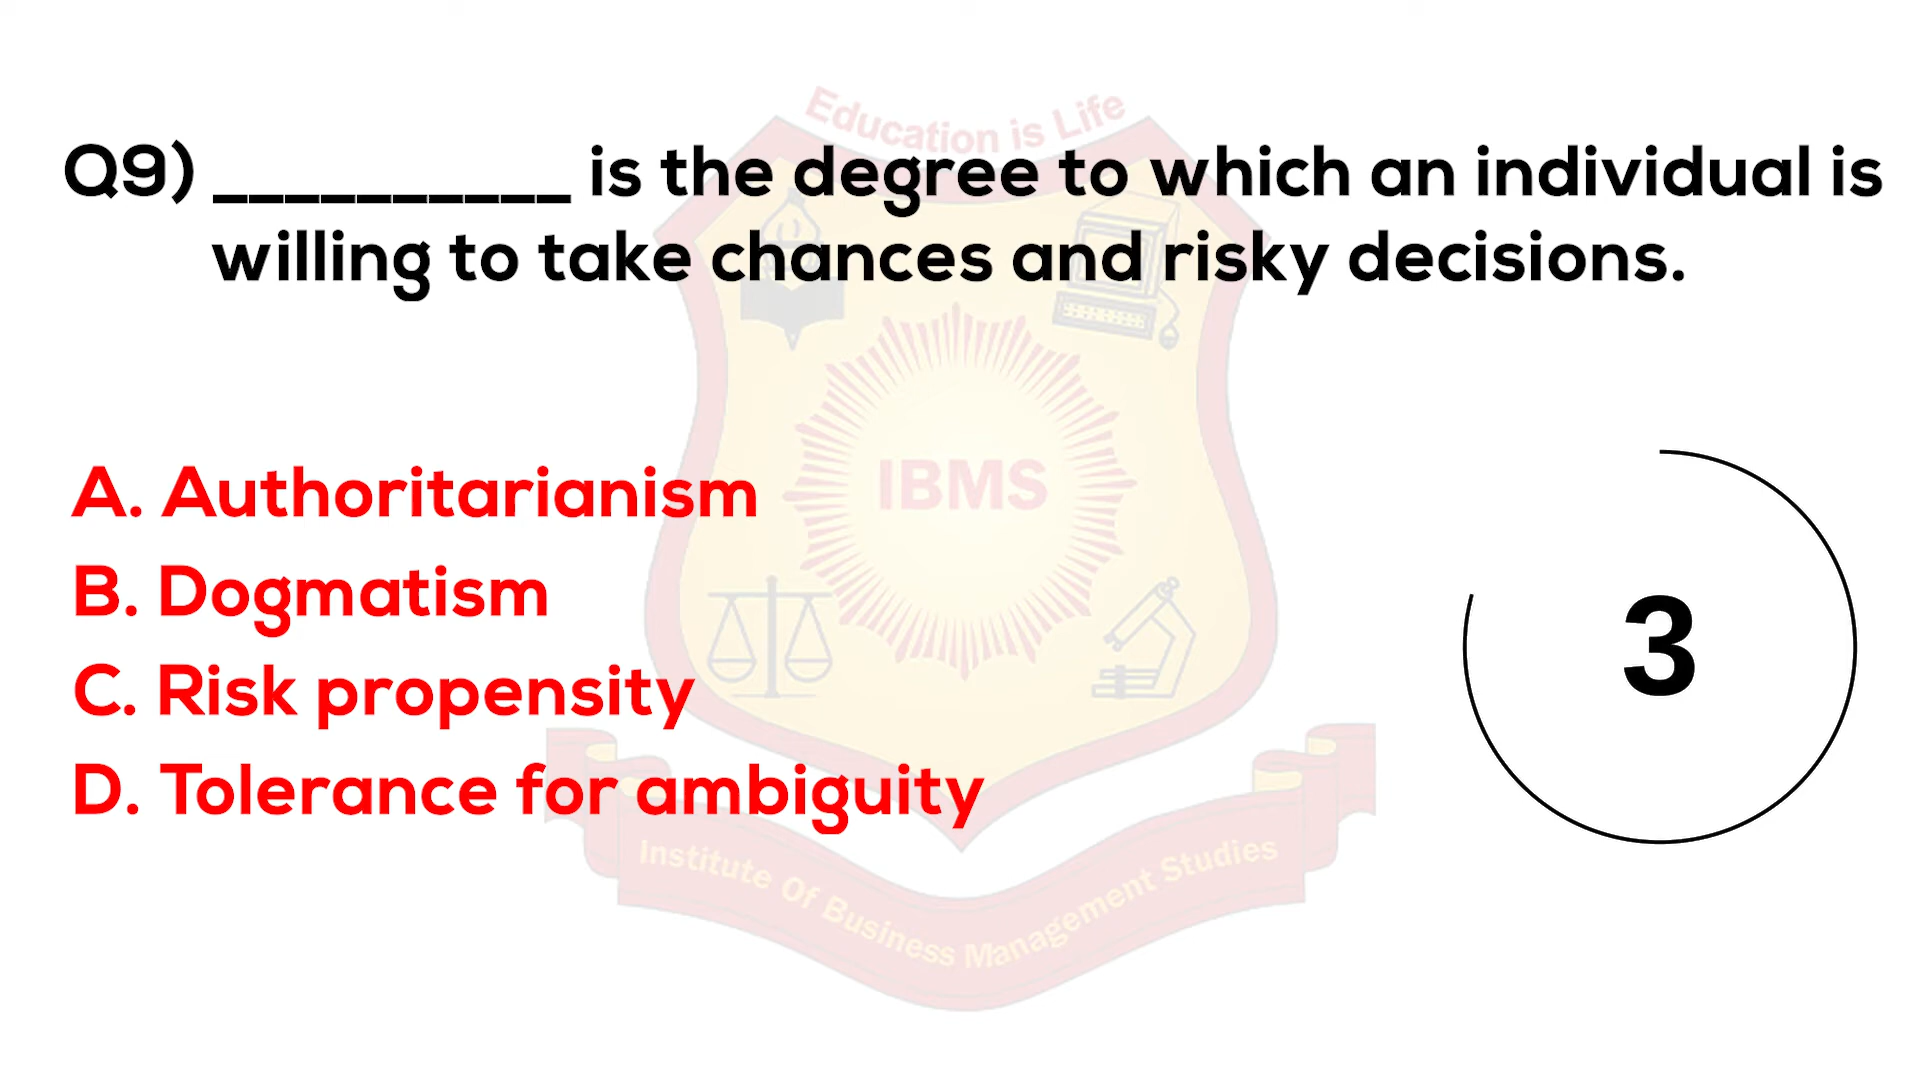 Education is Life
Q9) __________ is the degree to which an individual is
willing to take chances and risky decisions.
IBMS
A. Authoritarianism
B. Dogmatism
C. Risk propensity
D. Tolerance for ambiguity
3
Institute Of Business Management Studies